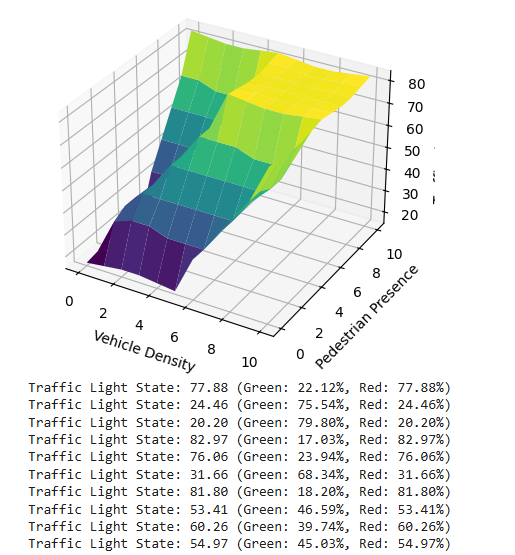 80
70
60
50
40
30
20
0
2
4
6
8
10
Vehicle Density
0
2
4
6
8
10
Pedestrian Presence
Traffic Light State: 77.88 (Green: 22.12%, Red: 77.88%)
Traffic Light State: 24.46 (Green: 75.54%, Red: 24.46%)
Traffic Light State: 20.20 (Green: 79.80%, Red: 20.20%)
Traffic Light State: 82.97 (Green: 17.03%, Red: 82.97%)
Traffic Light State: 76.06 (Green: 23.94%, Red: 76.06%)
Traffic Light State: 31.66 (Green: 68.34%, Red: 31.66%)
Traffic Light State: 81.80 (Green: 18.20%, Red: 81.80%)
Traffic Light State: 53.41 (Green: 46.59%, Red: 53.41%)
Traffic Light State: 60.26 (Green: 39.74%, Red: 60.26%)
Traffic Light State: 54.97 (Green: 45.03%, Red: 54.97%)